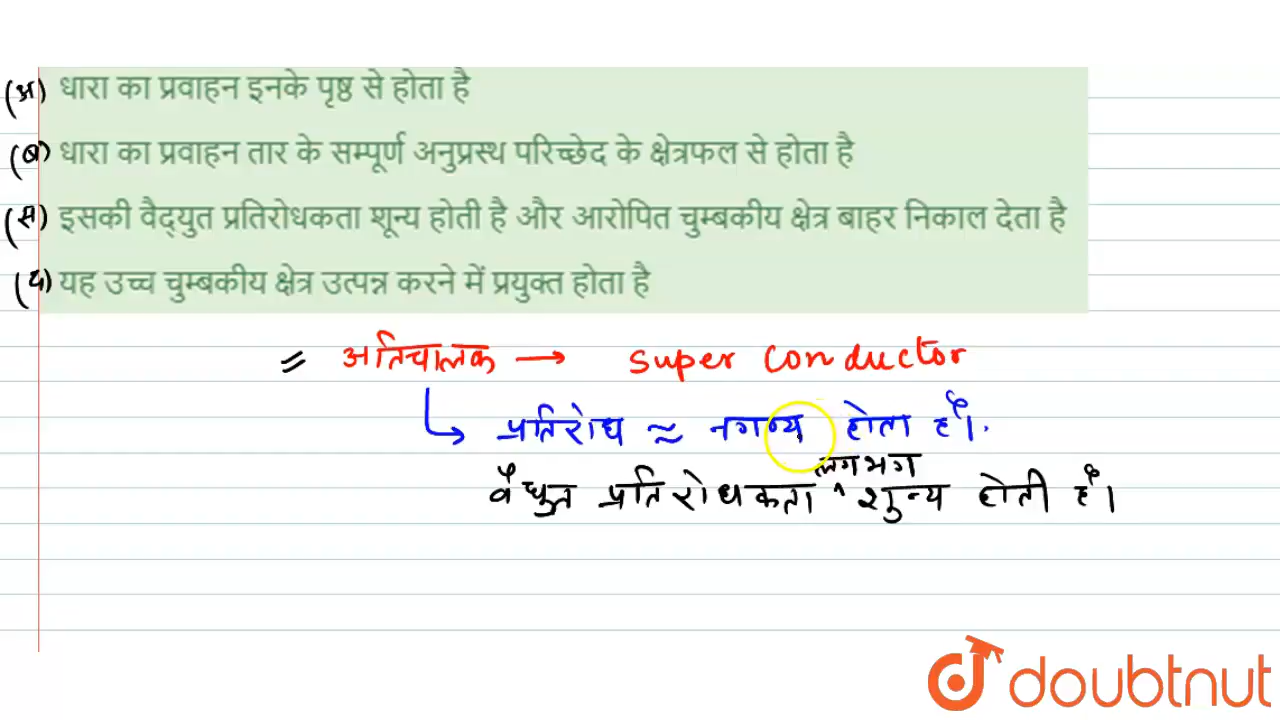 (अ) धारा का प्रवाहन इनके पृष्ठ से होता है
(ब) धारा का प्रवाहन तार के सम्पूर्ण अनुप्रस्थ परिच्छेद के क्षेत्रफल से होता है
(स) इसकी वैद्युत प्रतिरोधकता शून्य होती है और आरोपित चुम्बकीय क्षेत्र बाहर निकाल देता है
(द) यह उच्च चुम्बकीय क्षेत्र उत्पन्न करने में प्रयुक्त होता है
= अतिचालक → super conductor
प्रतिरोध ≈ नगण्य होता है।
लगभग
वैद्युत प्रतिरोधकता ^ शुन्य होती है।
doubtnut